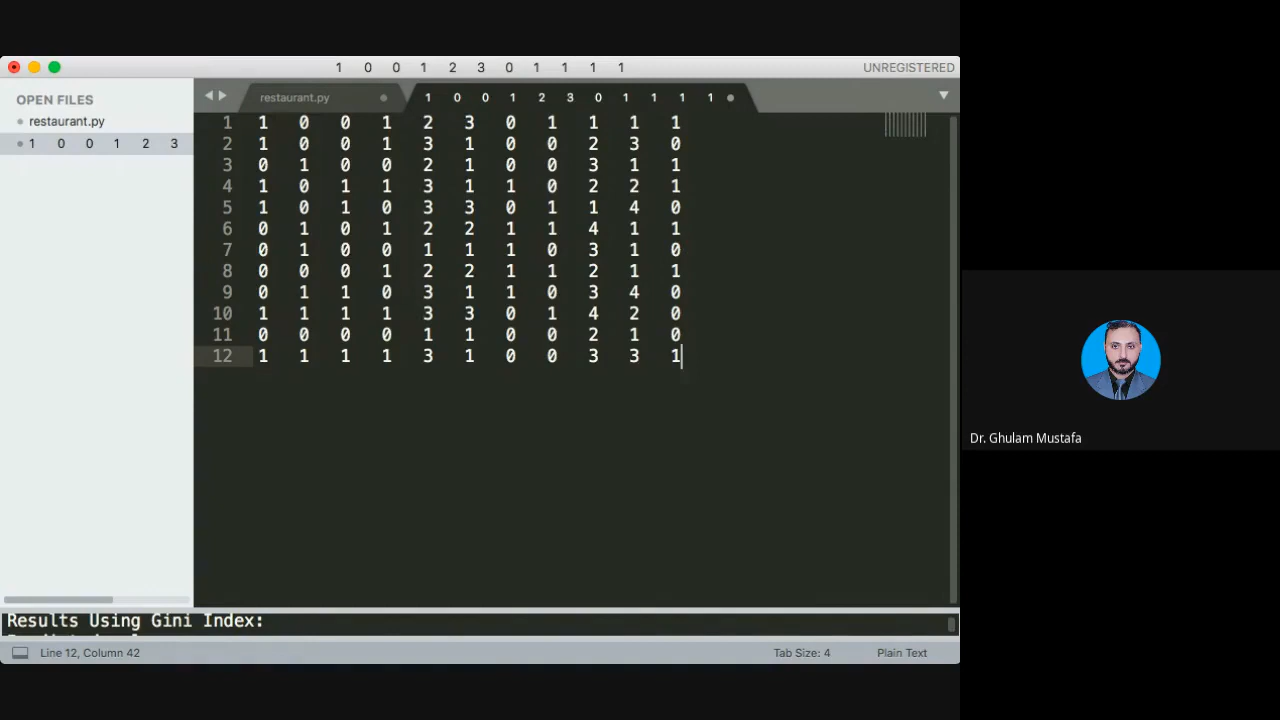 1 0 0 1 2 3 0 1 1 1 1
UNREGISTERED
OPEN FILES
restaurant.py
1 0 0 1 2 3
restaurant.py
1 0 0 1 2 3 0 1 1 1 1
1 1 0 0 1 2 3 0 1 1 1 1
2 1 0 0 1 3 1 0 0 2 3 0
3 0 1 0 0 2 1 0 0 3 1 1
4 1 0 1 1 3 1 1 0 2 2 1
5 1 0 1 0 3 3 0 1 1 4 0
6 0 1 0 1 2 2 1 1 4 1 1
7 0 1 0 0 1 1 1 0 3 1 0
8 0 0 0 1 2 2 1 1 2 1 1
9 0 1 1 0 3 1 1 0 3 4 0
10 1 1 1 1 3 3 0 1 4 2 0
11 0 0 0 0 1 1 0 0 2 1 0
12 1 1 1 1 3 1 0 0 3 3 1
Results Using Gini Index:
Line 12, Column 42
Tab Size: 4
Plain Text
Dr. Ghulam Mustafa